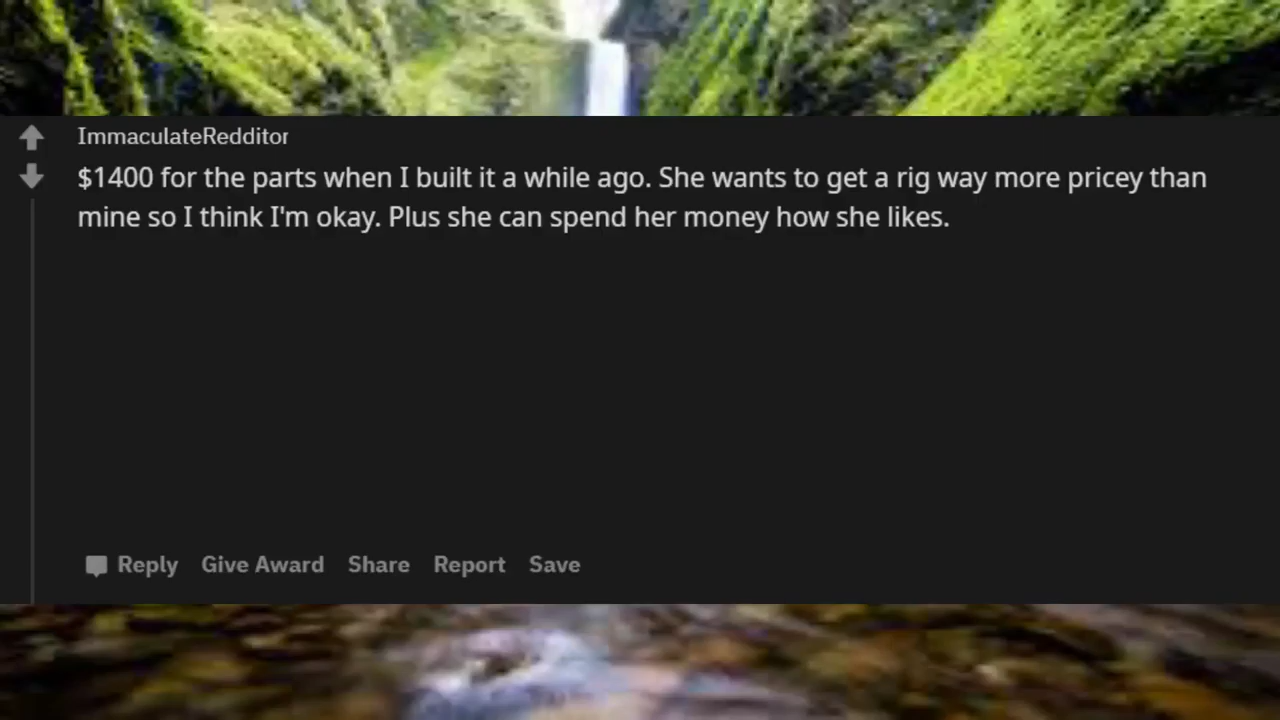 ImmaculateRedditor
$1400 for the parts when I built it a while ago. She wants to get a rig way more pricey than
mine so I think I'm okay. Plus she can spend her money how she likes.
Reply Give Award Share Report Save